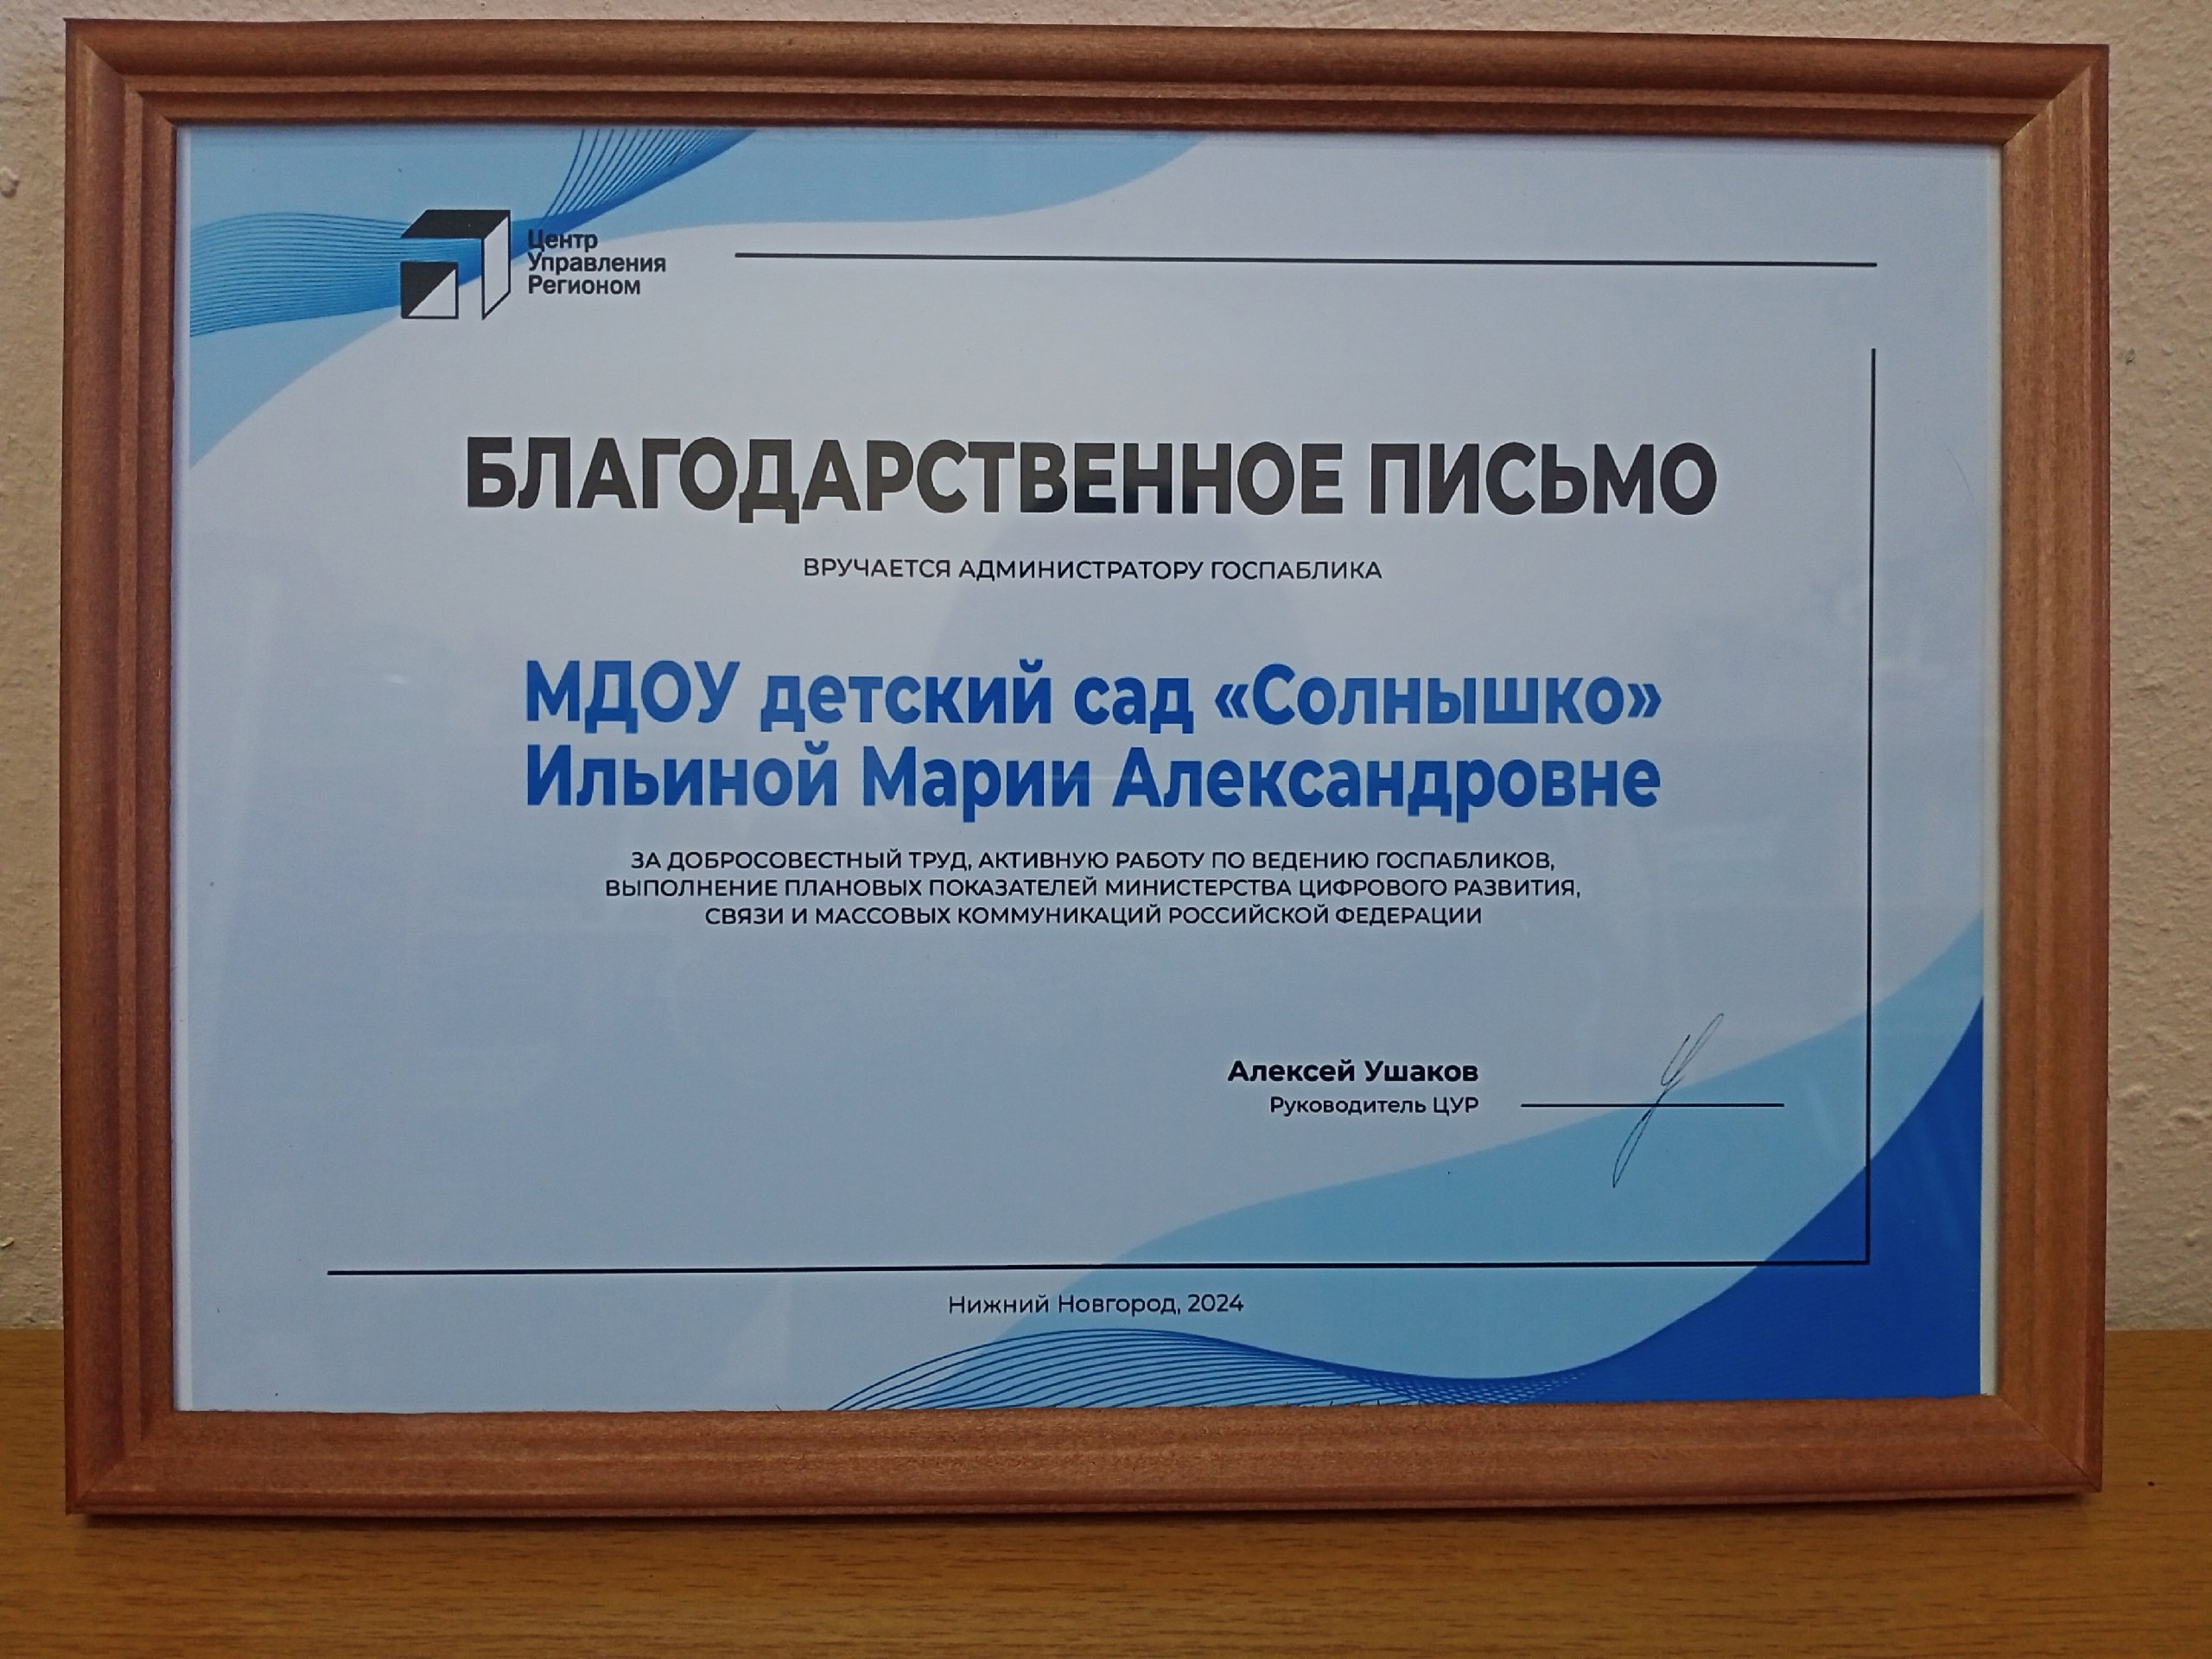 Центр
Управления
Регионом
БЛАГОДАРСТВЕННОЕ ПИСЬМО
ВРУЧАЕТСЯ АДМИНИСТРАТОРУ ГОСПАБЛИКА
МДОУ детский сад «Солнышко»
Ильиной Марии Александровне
ЗА ДОБРОСОВЕСТНЫЙ ТРУД, АКТИВНУЮ РАБОТУ ПО ВЕДЕНИЮ ГОСПАБЛИКОВ,
ВЫПОЛНЕНИЕ ПЛАНОВЫХ ПОКАЗАТЕЛЕЙ МИНИСТЕРСТВА ЦИФРОВОГО РАЗВИТИЯ,
СВЯЗИ И МАССОВЫХ КОММУНИКАЦИЙ РОССИЙСКОЙ ФЕДЕРАЦИИ
Алексей Ушаков
Руководитель ЦУР
Нижний Новгород, 2024